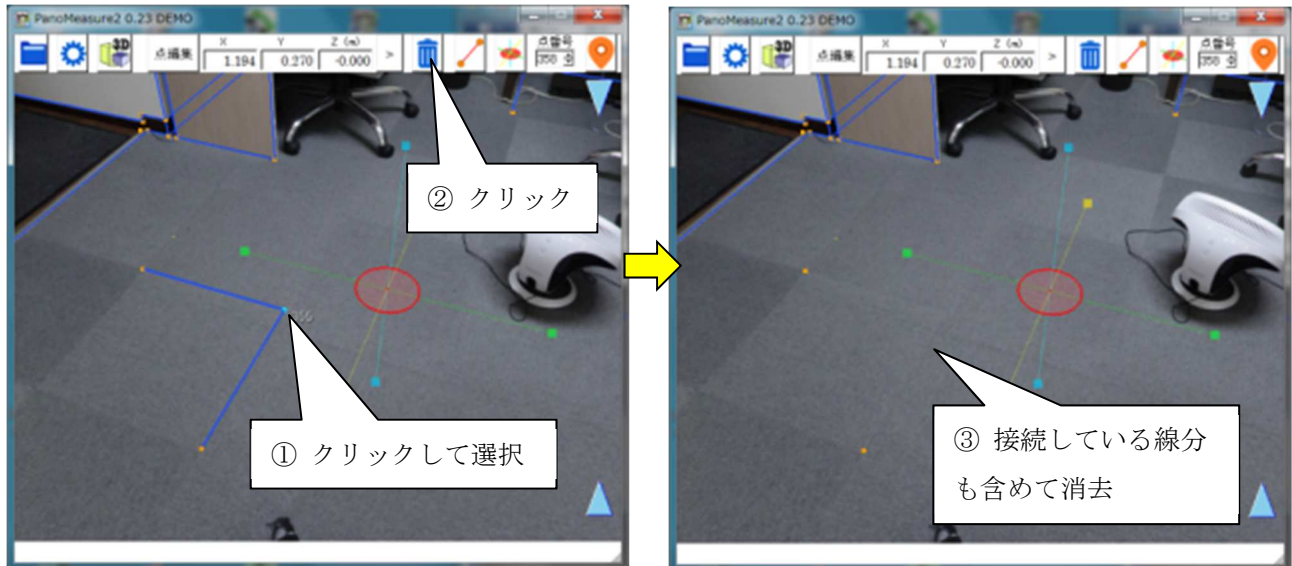 PanoMeasure2 0.23 DEMO
点編集
X Y Z (m)
1.194 0.270 -0.000
>
3D
点番号
② クリック
① クリックして選択
PanoMeasure2 0.23 DEMO
点編集
X Y Z (m)
1.194 0.270 -0.000
>
3D
点番号
③ 接続している線分
も含めて消去